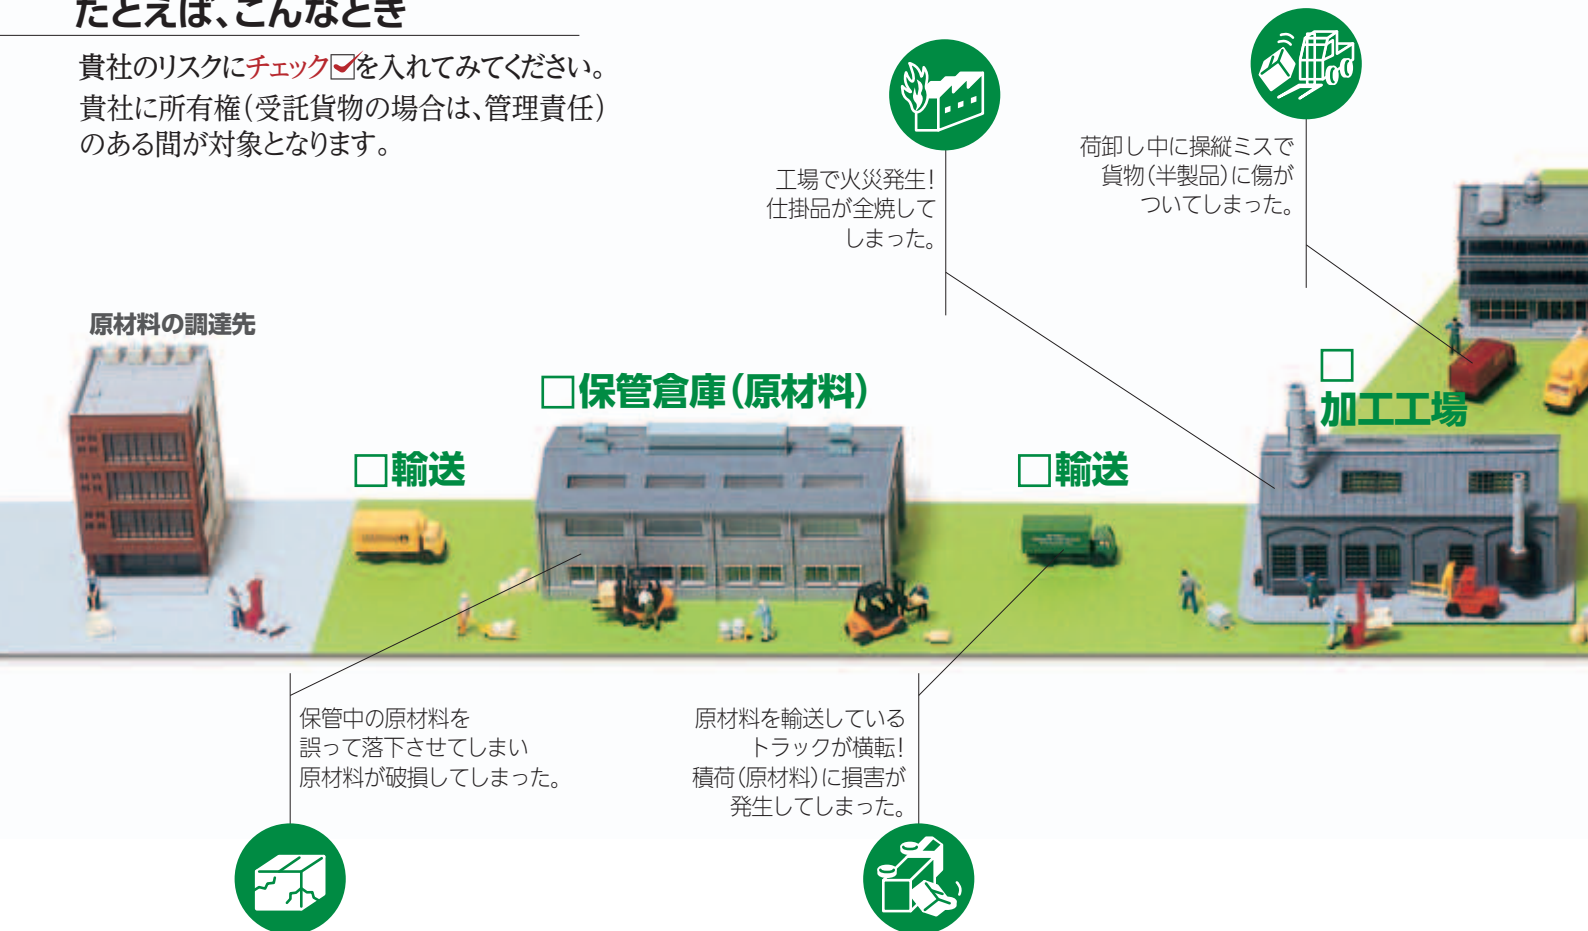 たとえば、こんなとき
貴社のリスクにチェック☑を入れてみてください。
貴社に所有権(受託貨物の場合は、管理責任)
のある間が対象となります。
工場で火災発生!
仕掛品が全焼して
しまった。
荷卸し中に操縦ミスで
貨物(半製品)に傷が
ついてしまった。
原材料の調達先
□輸送
□保管倉庫(原材料)
□輸送
□
加工工場
保管中の原材料を
誤って落下させてしまい
原材料が破損してしまった。
原材料を輸送している
トラックが横転!
積荷(原材料)に損害が
発生してしまった。